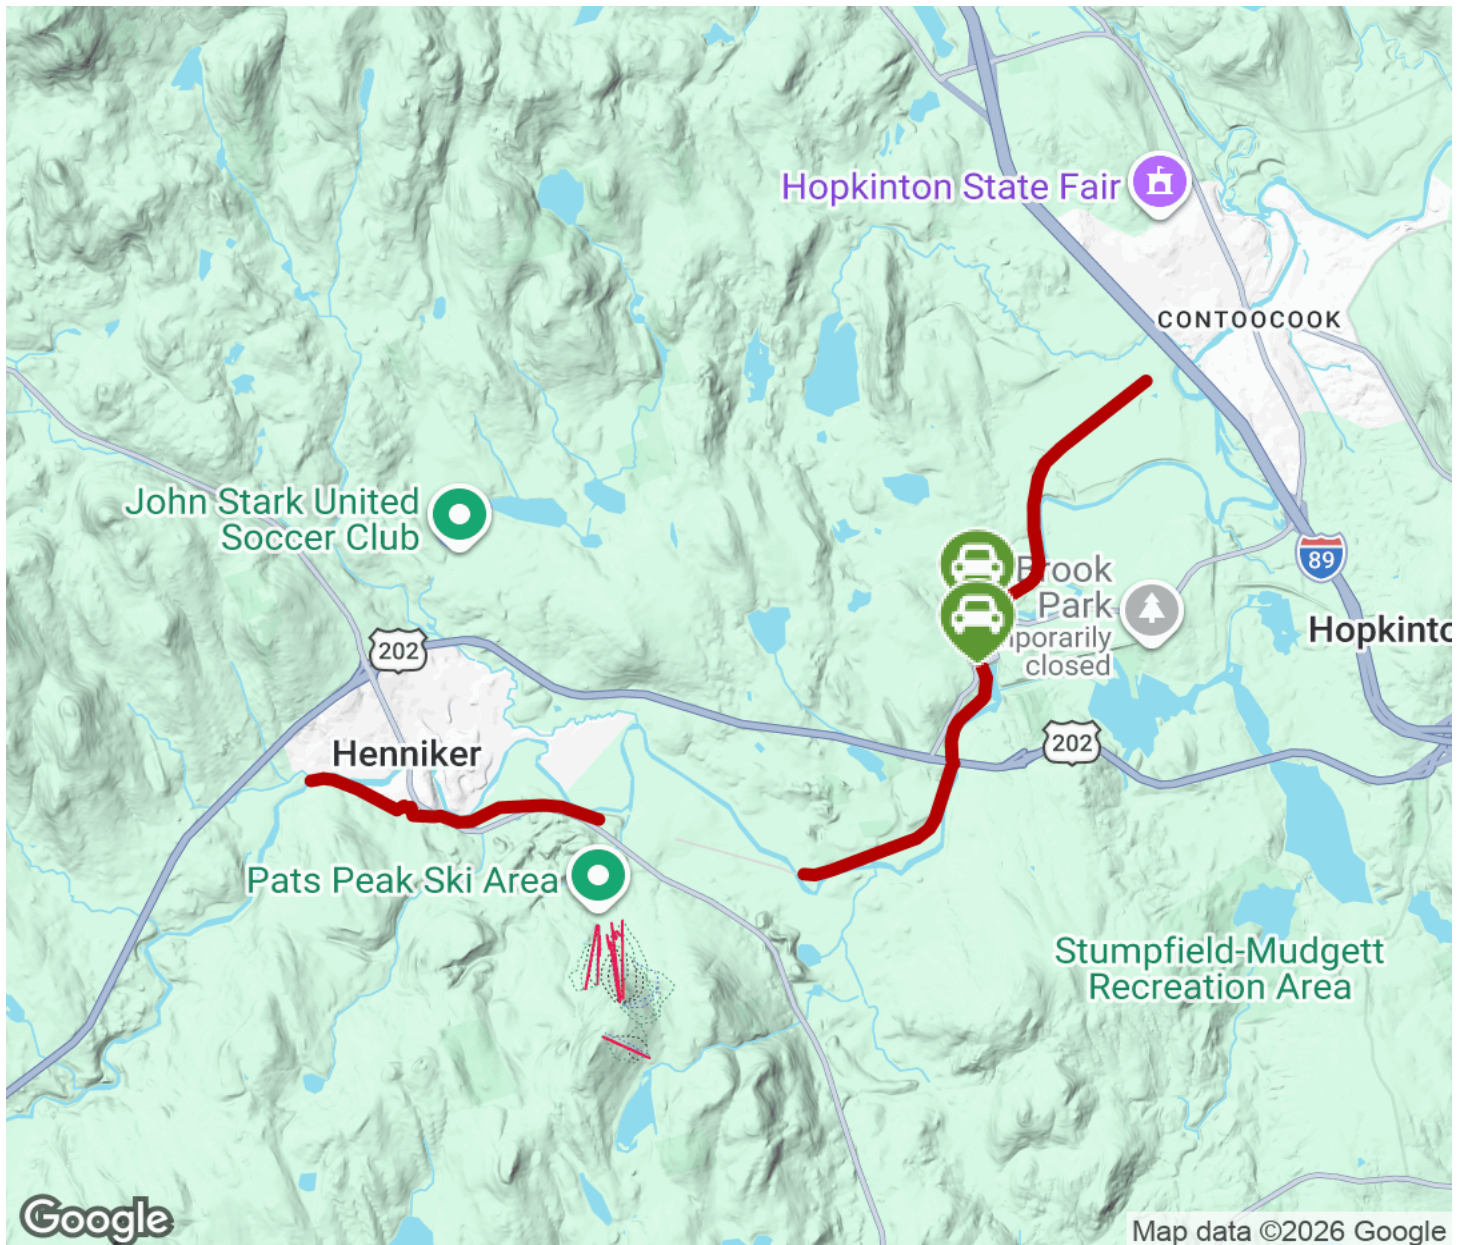 Hopkinton State Fair
CONTOOCOOK
John Stark United
Soccer Club
89
Brook
Park
closed
202
Hopkinto
202
Henniker
Pats Peak Ski Area
Stumpfield-Mudgett
Recreation Area
Google
Map data ©2026 Google